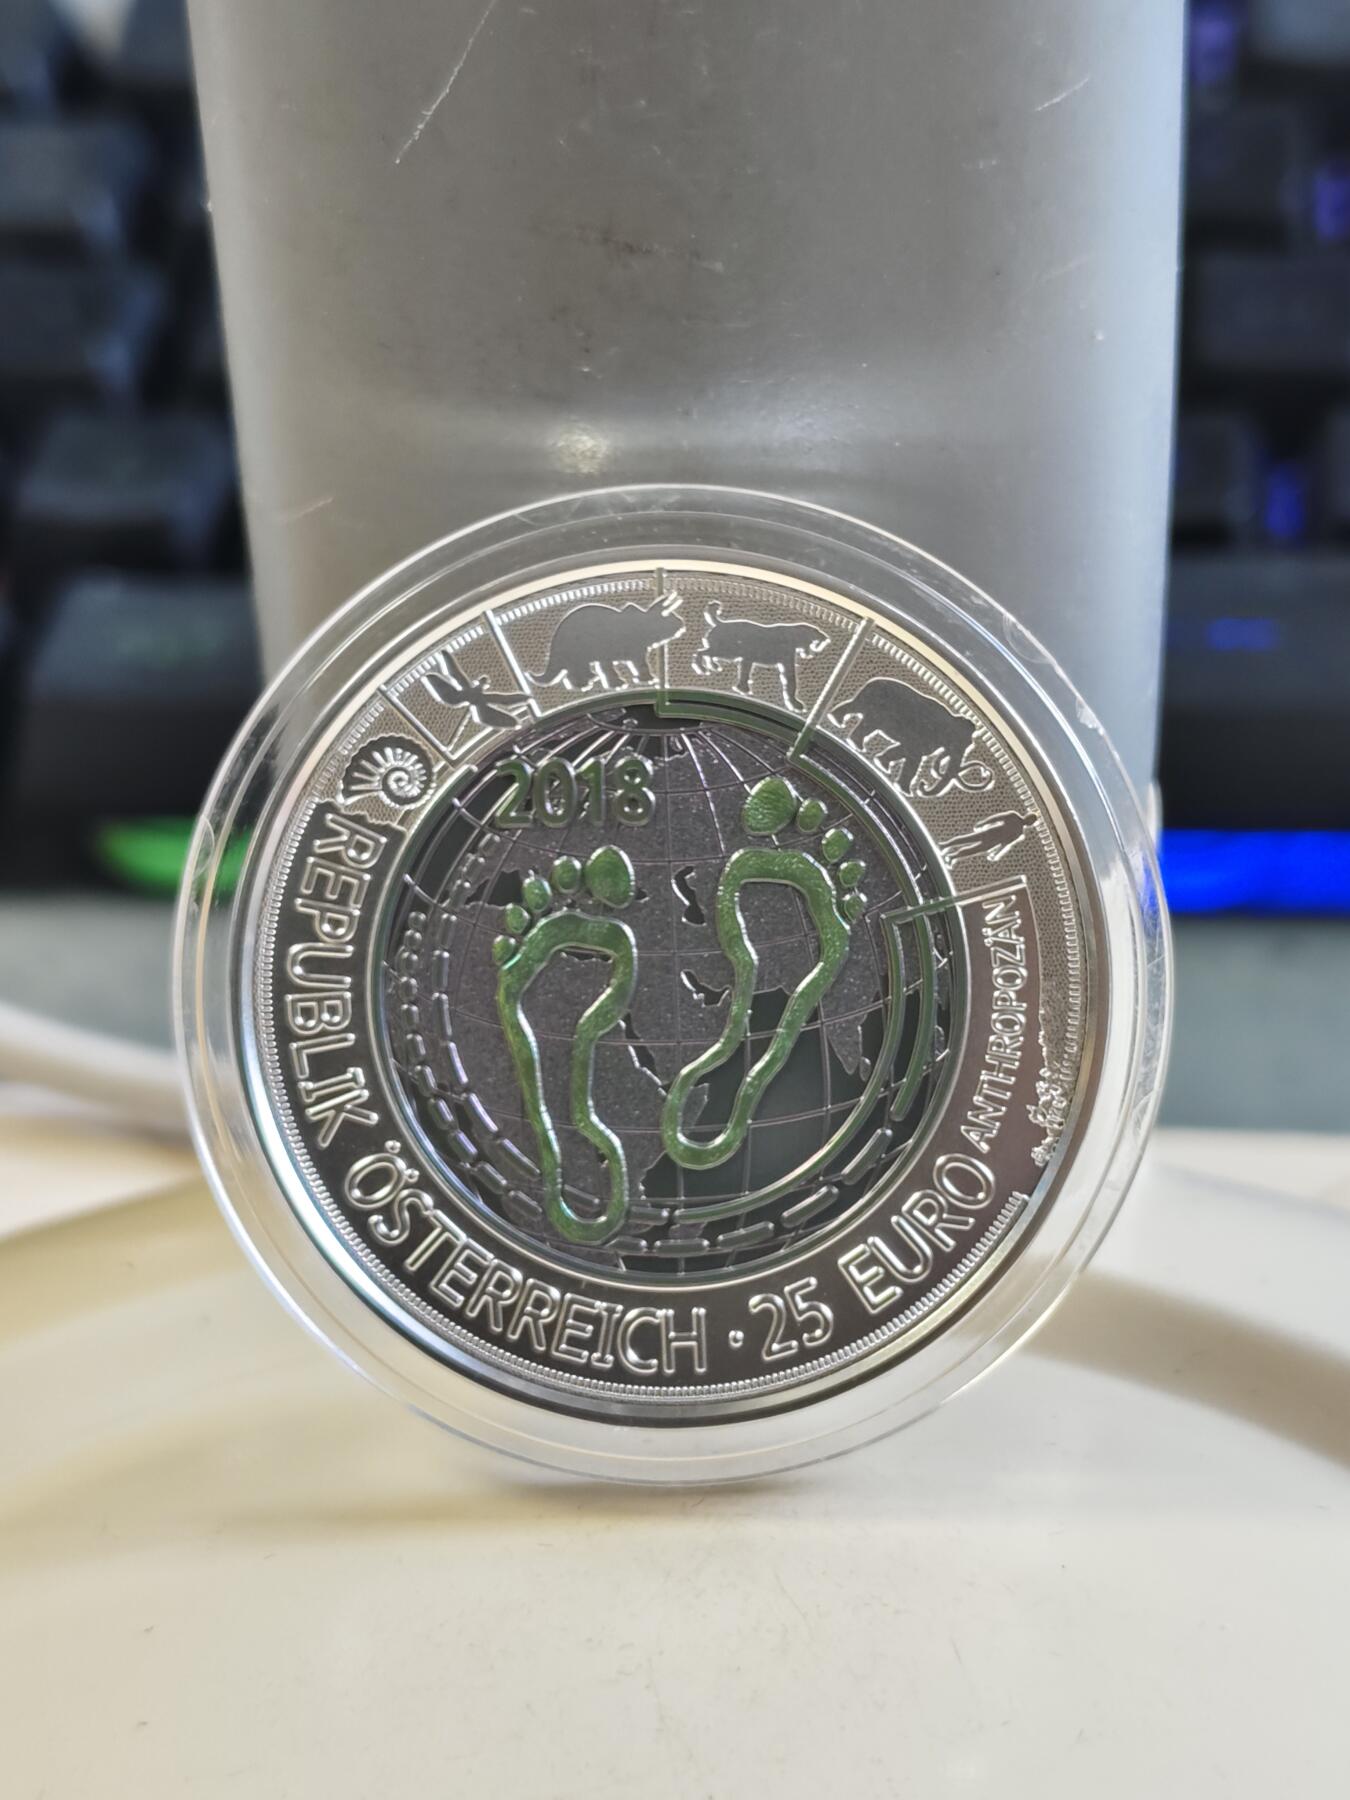 2018
REPUBLIK ÖSTERREICH · 25 EURO
ANTHROPOZÄN